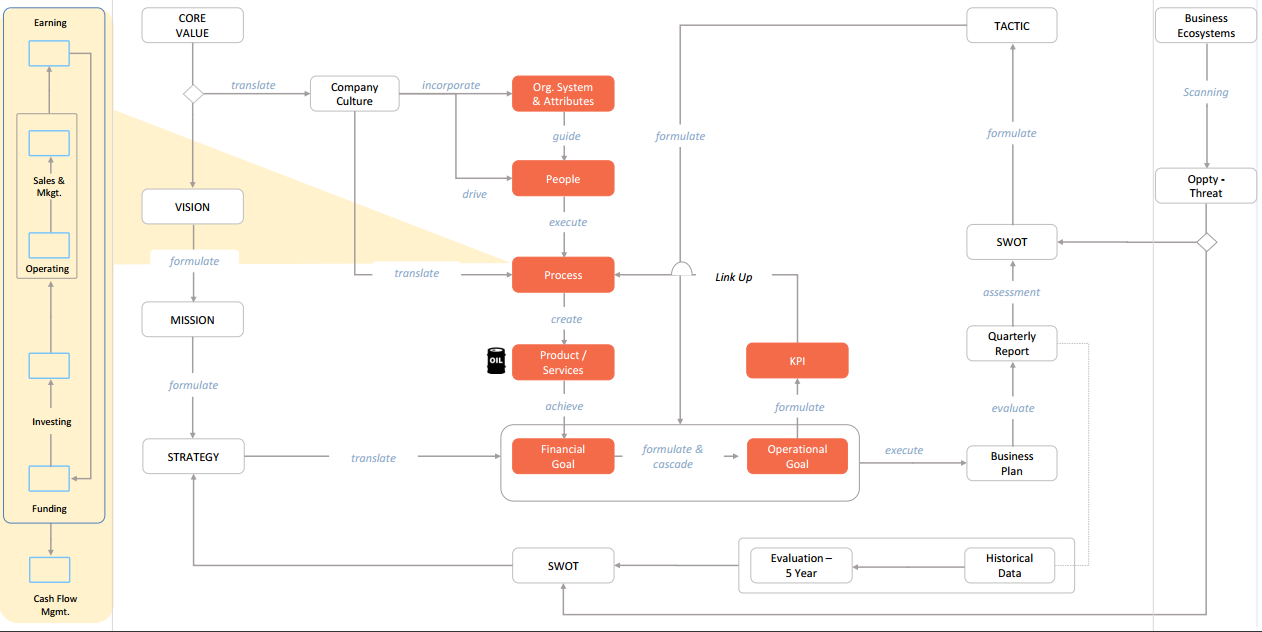 Earning
Sales &
Mkgt.
Operating
Investing
Funding
Cash Flow
Mgmt.
CORE
VALUE
translate
Company
Culture
incorporate
Org. System
& Attributes
guide
drive
People
execute
VISION
formulate
translate
Process
Link Up
create
MISSION
OIL
Product /
Services
KPI
formulate
achieve
formulate
STRATEGY
translate
Financial
Goal
formulate &
cascade
Operational
Goal
execute
Business
Plan
evaluate
Quarterly
Report
assessment
SWOT
formulate
TACTIC
formulate
Business
Ecosystems
Scanning
Oppty -
Threat
SWOT
Evaluation –
5 Year
Historical
Data